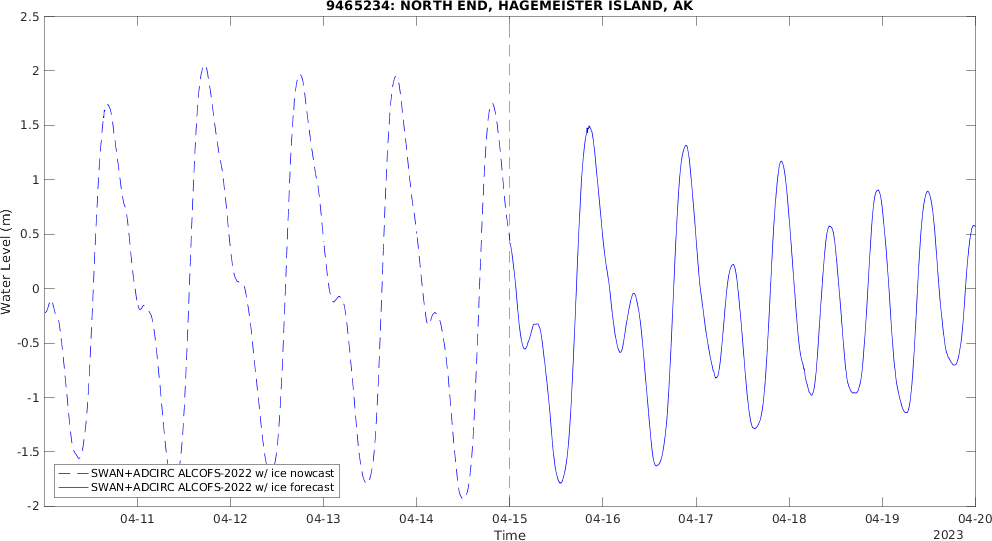 9465234: NORTH END, HAGEMEISTER ISLAND, AK
2.5
2
1.5
1
0.5
0
-0.5
-1
-1.5
-2
Water Level (m)
SWAN+ADCIRC ALCOFS-2022 w/ ice nowcast
SWAN+ADCIRC ALCOFS-2022 w/ ice forecast
04-11 04-12 04-13 04-14 04-15 04-16 04-17 04-18 04-19 04-20
Time
2023